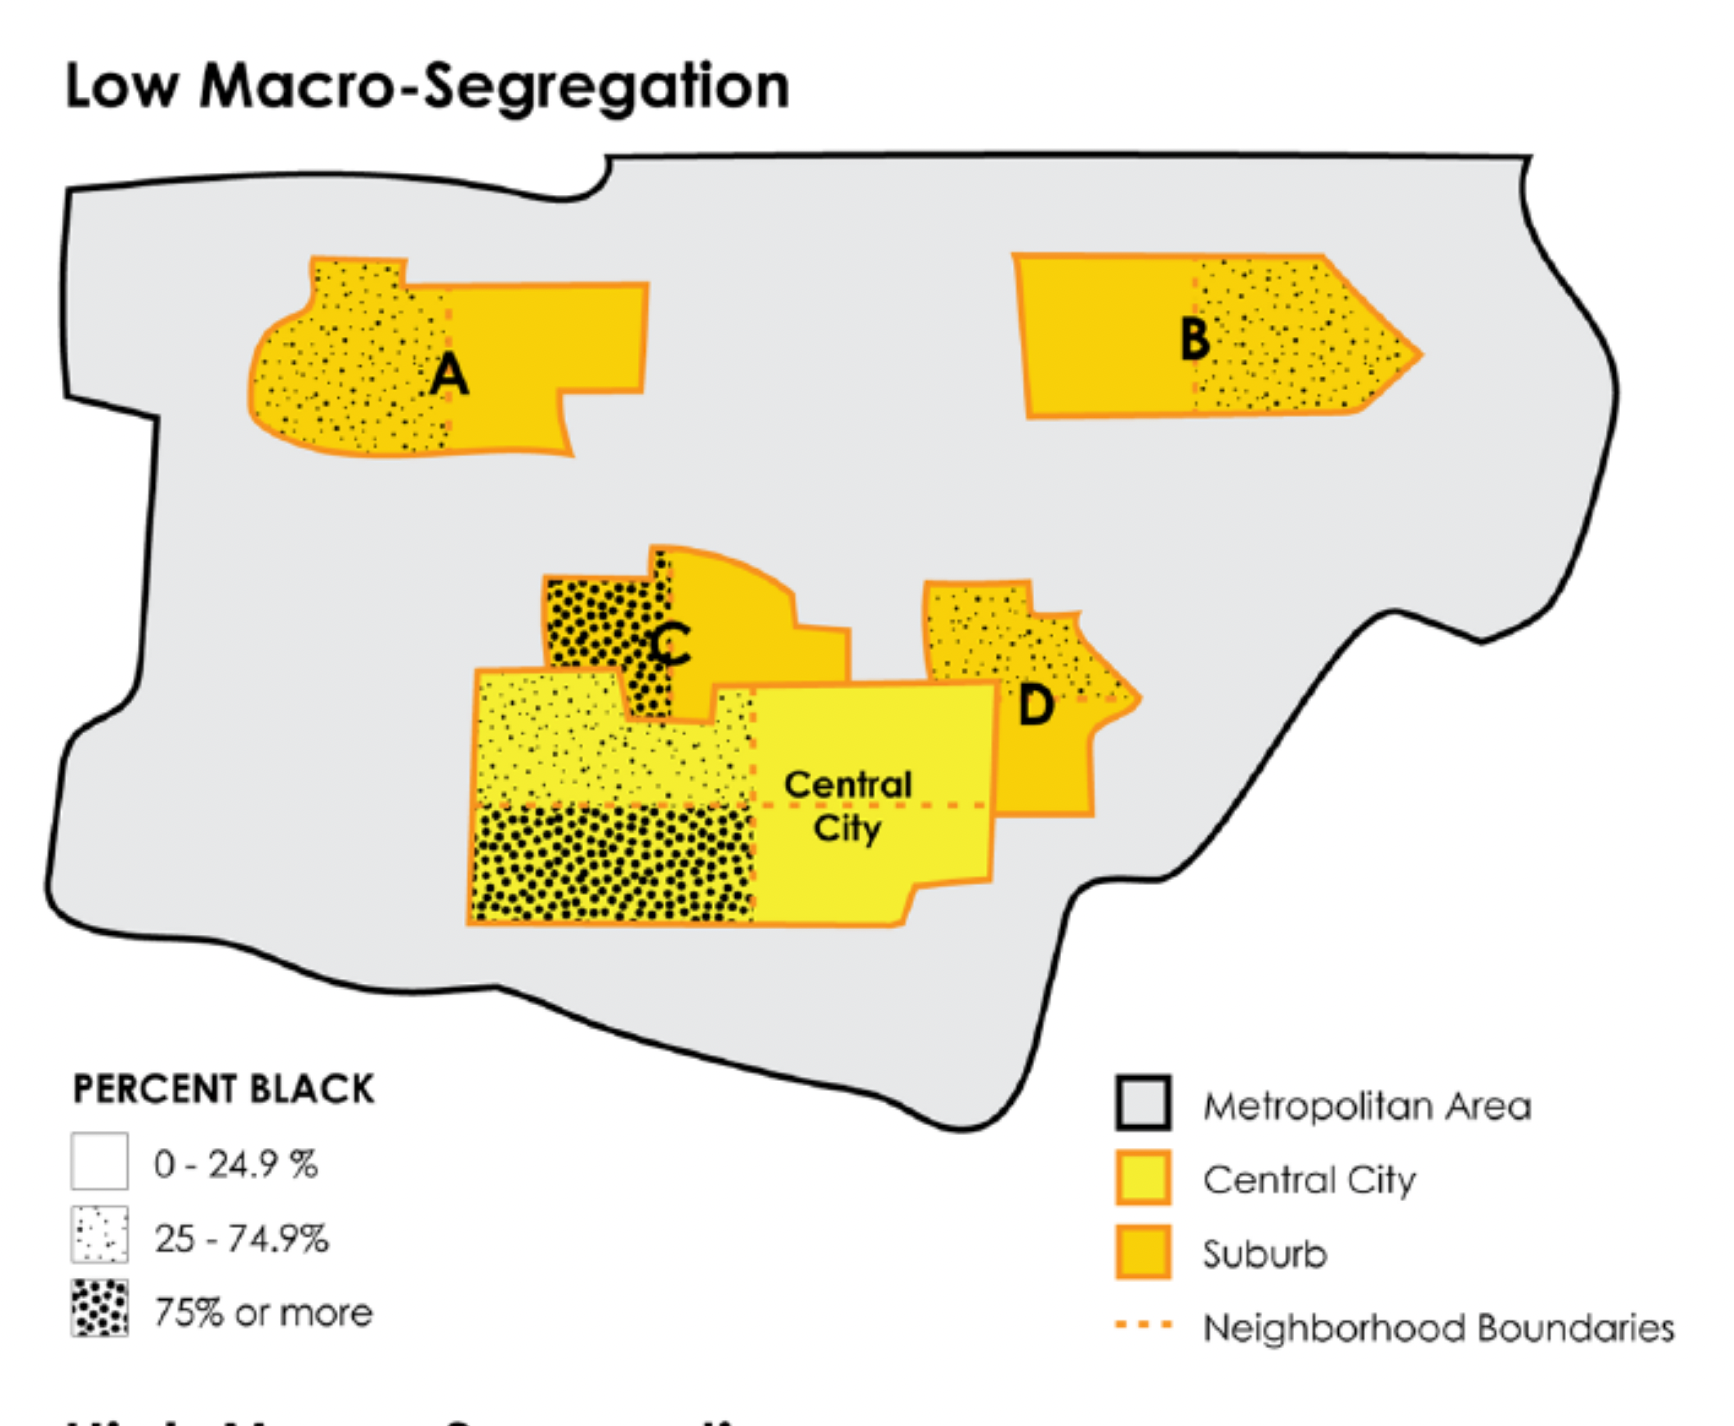 Low Macro-Segregation
A
B
C
D
Central
City
PERCENT BLACK
0 - 24.9 %
25 - 74.9%
75% or more
Metropolitan Area
Central City
Suburb
Neighborhood Boundaries